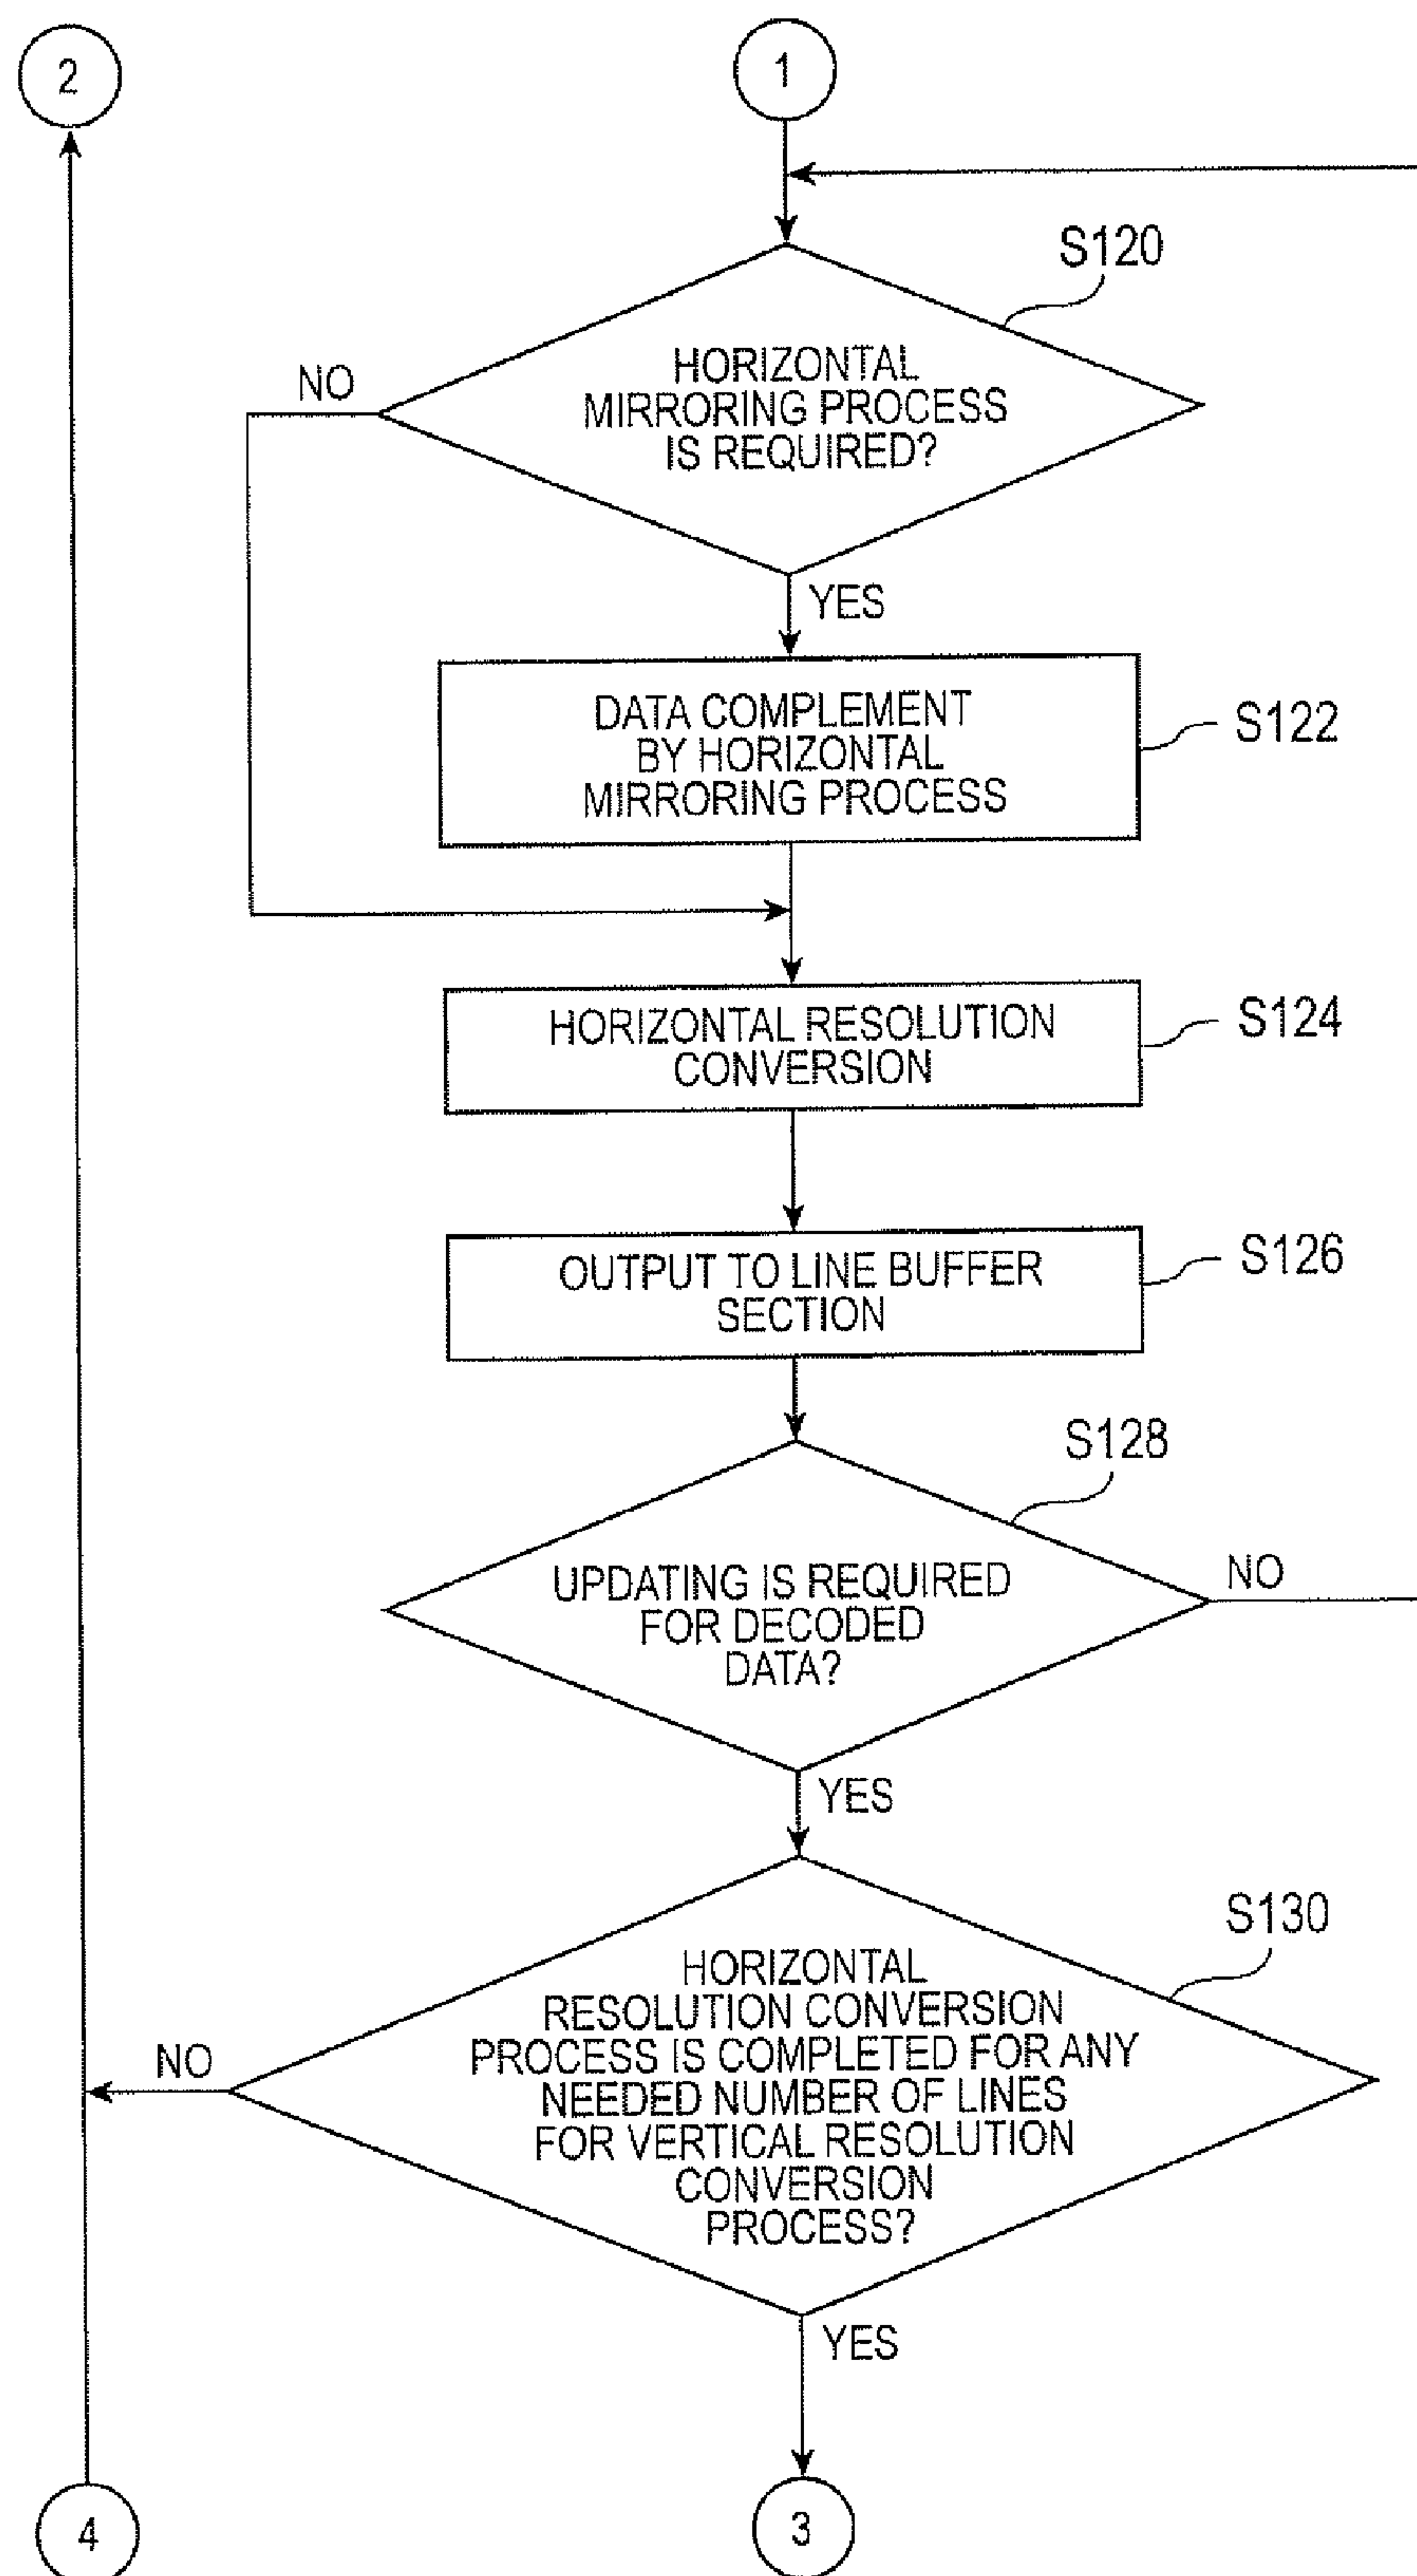 2
1
S120
HORIZONTAL
MIRRORING PROCESS
IS REQUIRED?
NO
YES
DATA COMPLEMENT
BY HORIZONTAL
MIRRORING PROCESS
S122
HORIZONTAL RESOLUTION
CONVERSION
S124
OUTPUT TO LINE BUFFER
SECTION
S126
S128
UPDATING IS REQUIRED
FOR DECODED
DATA?
NO
YES
S130
HORIZONTAL
RESOLUTION CONVERSION
PROCESS IS COMPLETED FOR ANY
NEEDED NUMBER OF LINES
FOR VERTICAL RESOLUTION
CONVERSION
PROCESS?
NO
YES
4
3